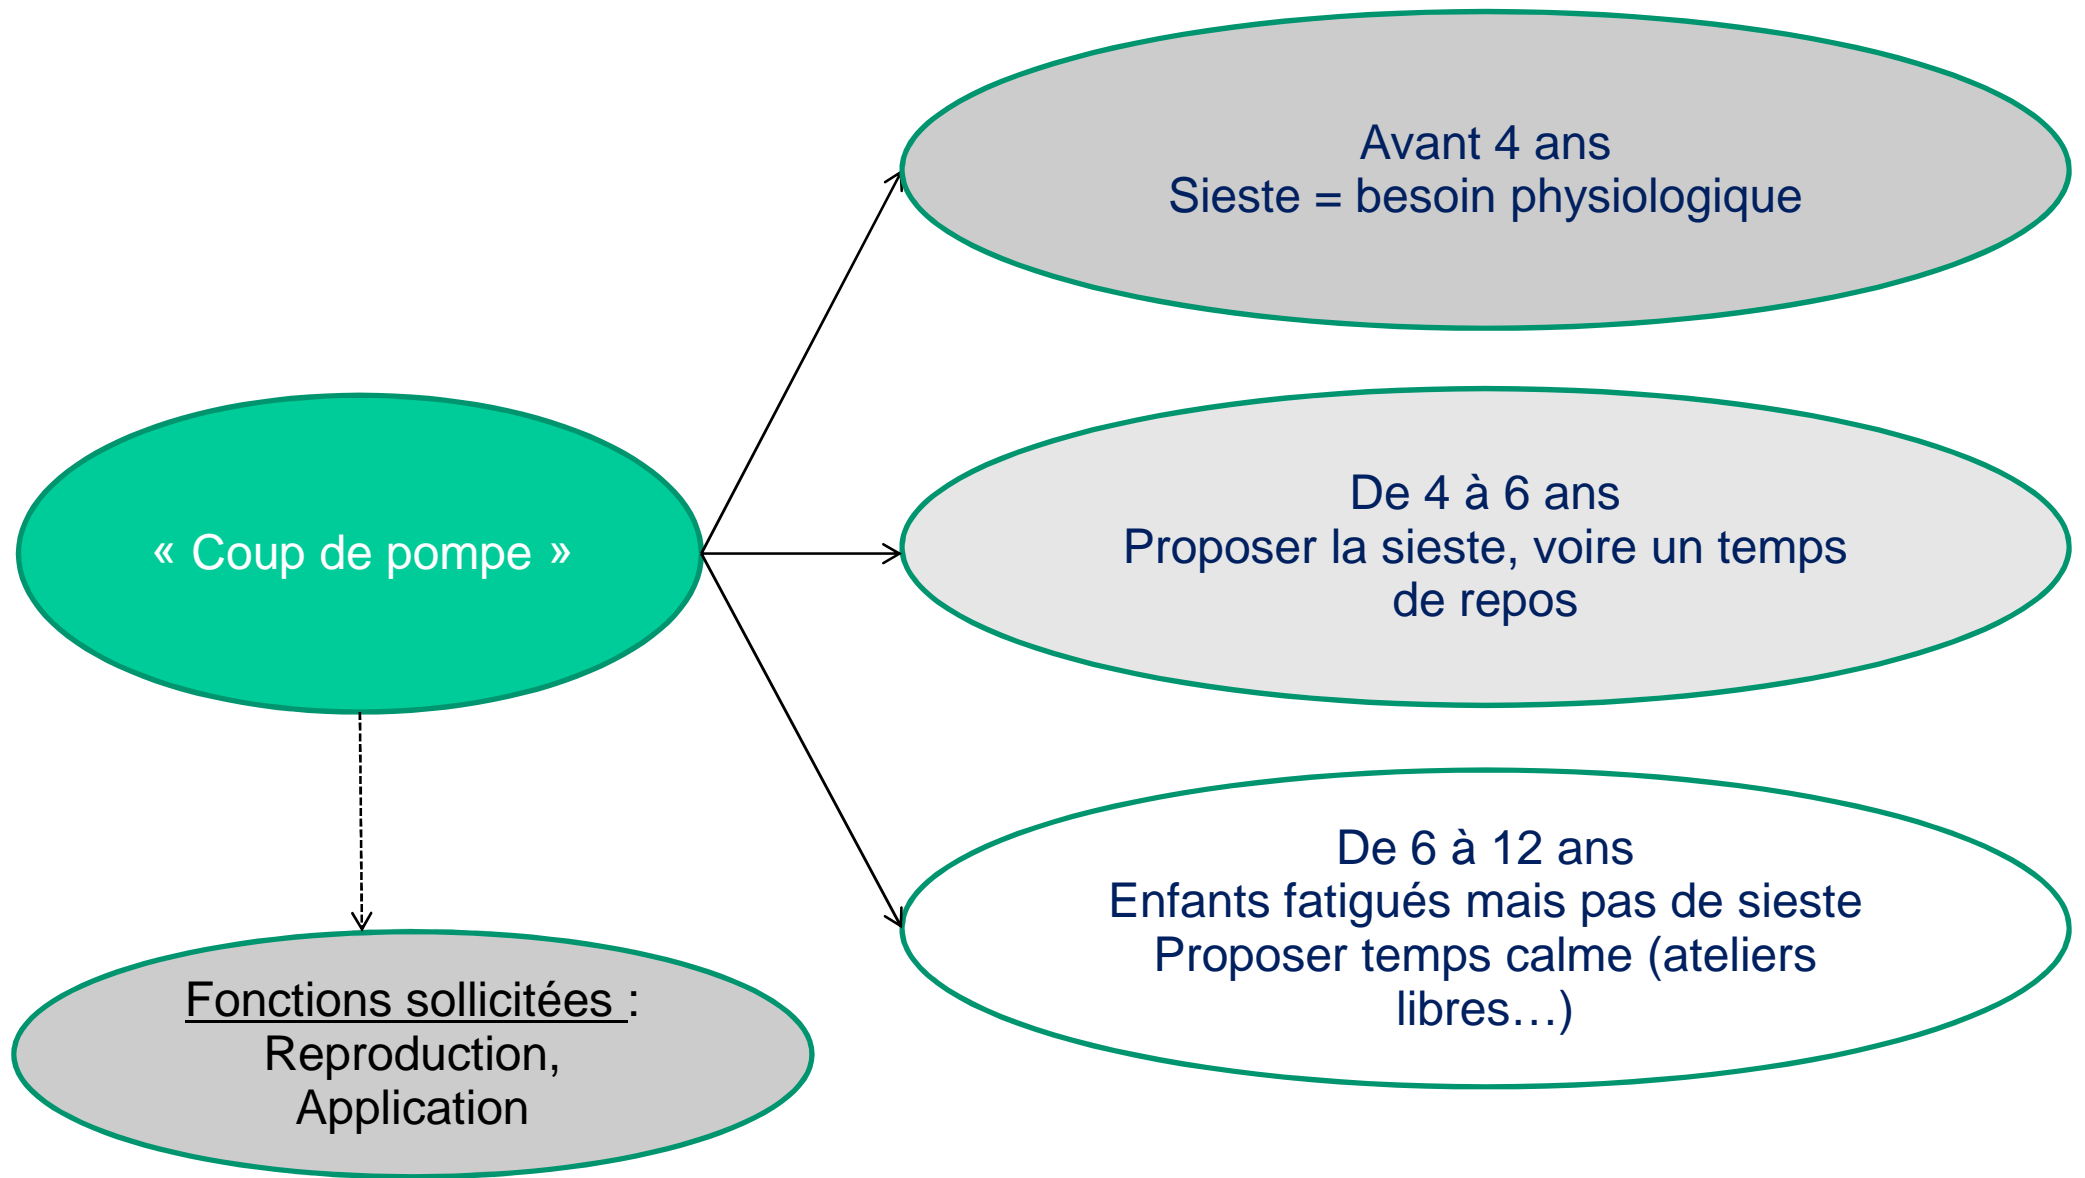 Avant 4 ans
Sieste = besoin physiologique
« Coup de pompe »
De 4 à 6 ans
Proposer la sieste, voire un temps
de repos
De 6 à 12 ans
Enfants fatigués mais pas de sieste
Proposer temps calme (ateliers
libres…)
Fonctions sollicitées :
Reproduction,
Application